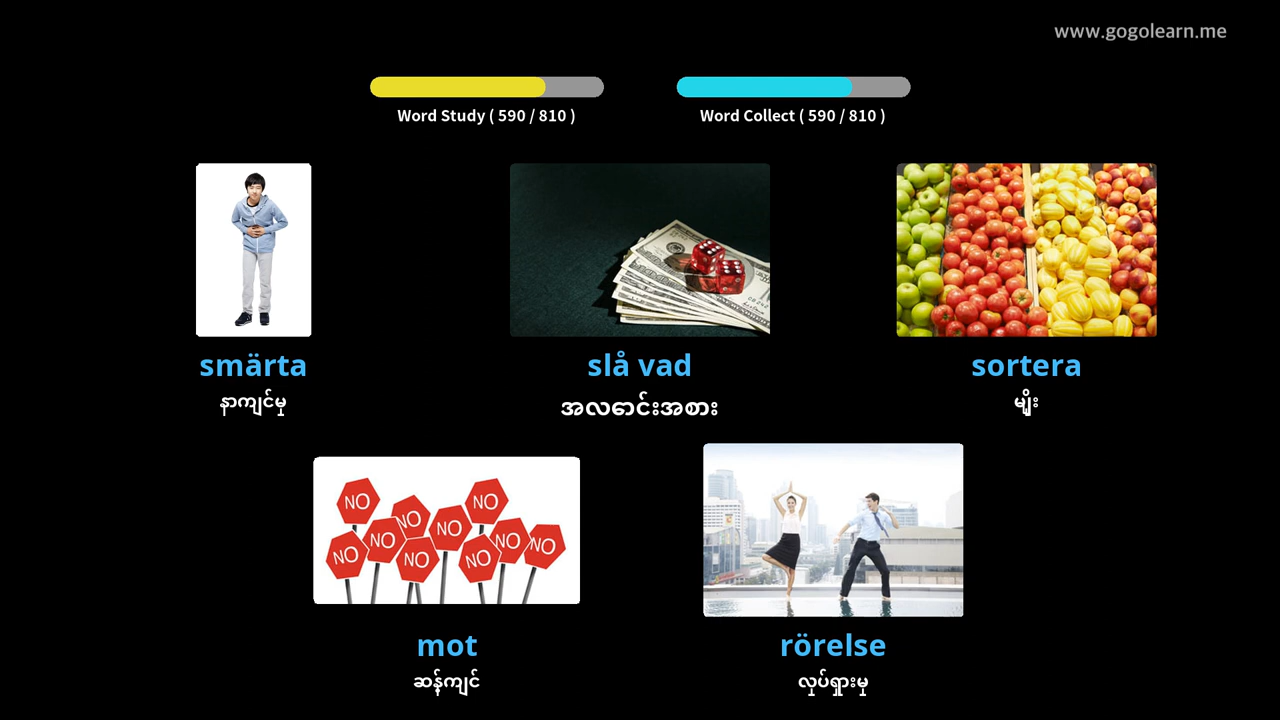 www.gogolearn.me
Word Study ( 590 / 810 )
Word Collect ( 590 / 810 )
smärta
နာကျင်မှု
slå vad
အလောင်းအစား
sortera
မျိုး
NO
NO
NO
NO
NO
NO
NO
NO
NO
NO
mot
ဆန့်ကျင်
rörelse
လှုပ်ရှားမှု